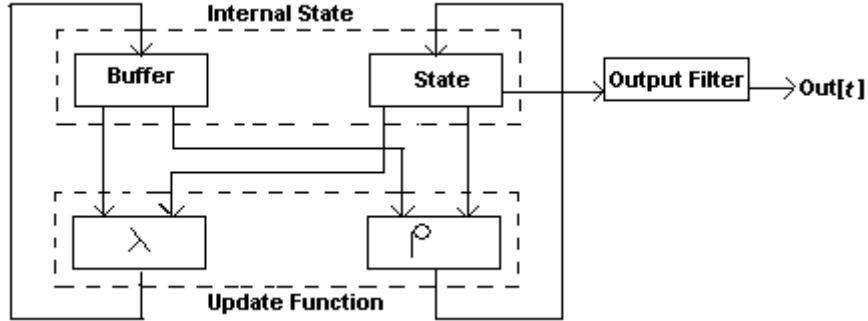 Internal State
Buffer
State
Output Filter
Out[t]
λ
ρ
Update Function